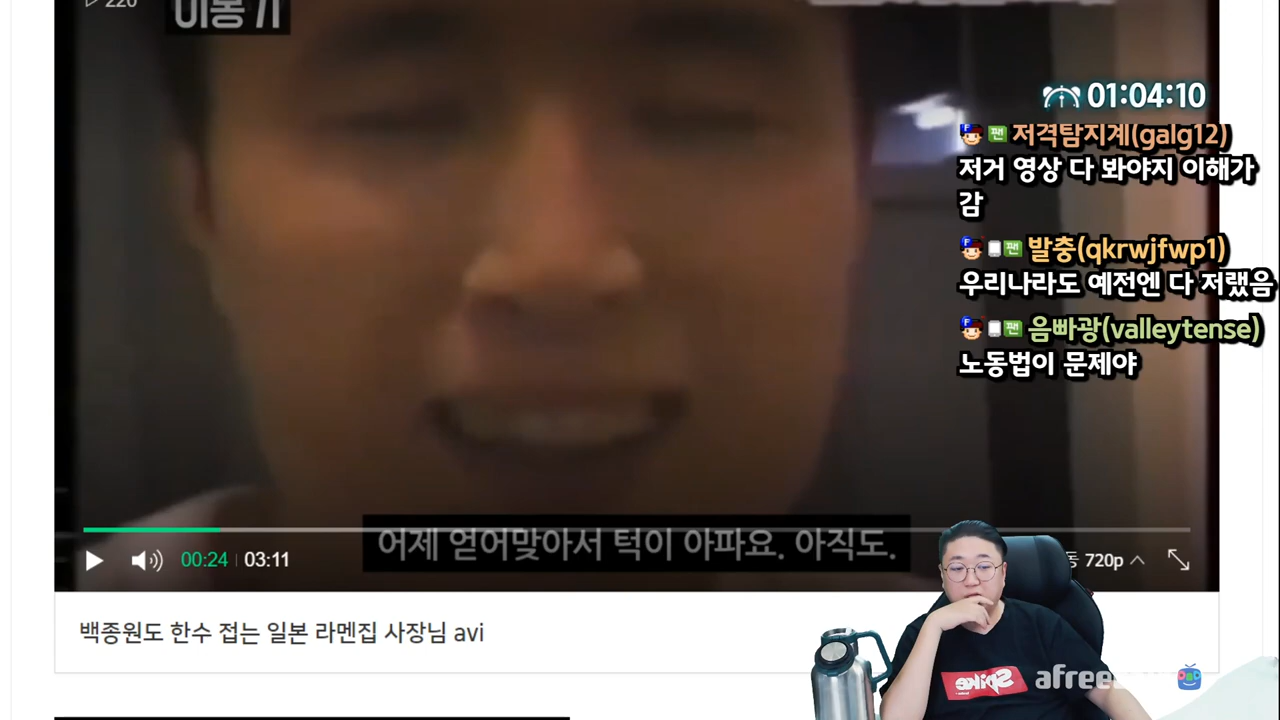 220
01:04:10
저격탐지계(galg12)
저거 영상 다 봐야지 이해가
감
발충(qkrwjfwp1)
우리나라도 예전엔 다 저랬음
음빠광(valleytense)
노동법이 문제야
어제 얻어맞아서 턱이 아파요. 아직도.
00:24 03:11
720p
백종원도 한수 접는 일본 라멘집 사장님 avi
Spike